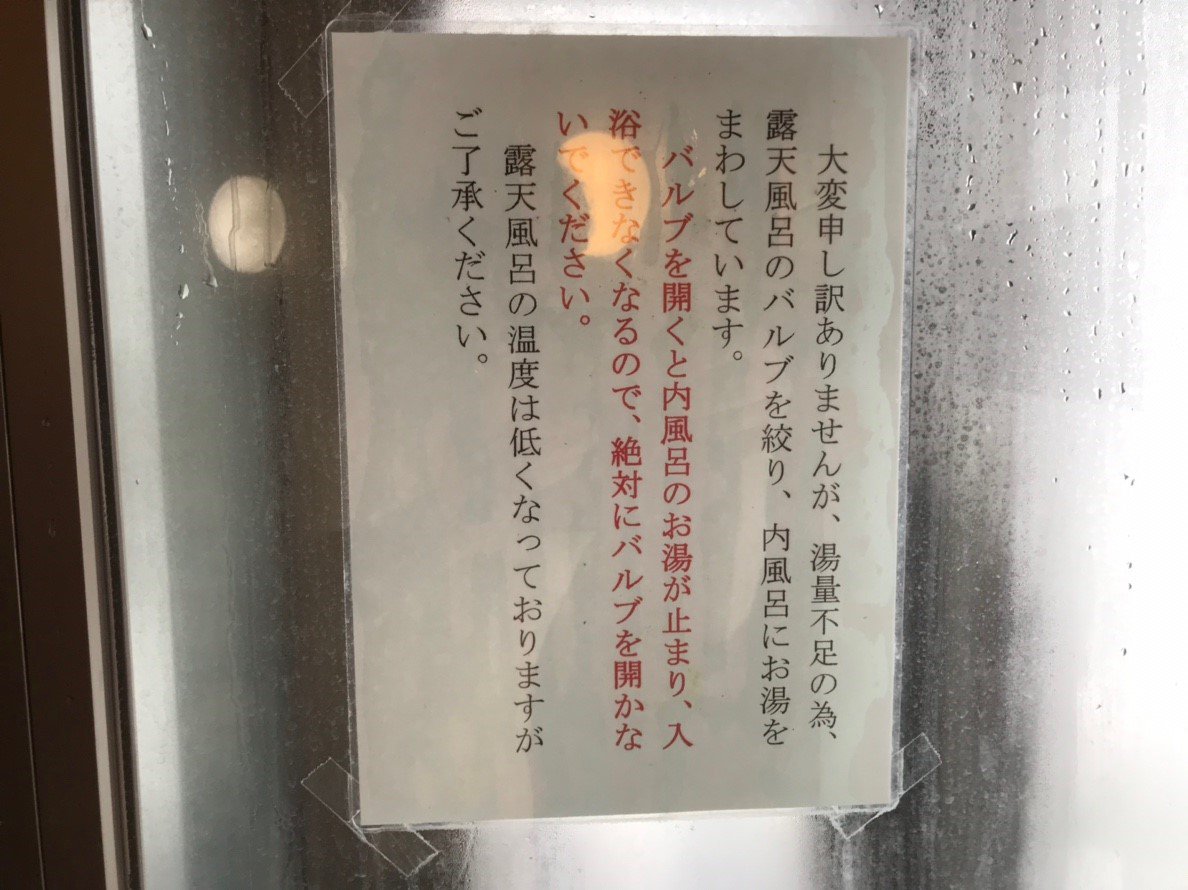 大変申し訳ありませんが、湯量不足の為、
露天風呂のバルブを絞り、内風呂にお湯を
まわしています。
バルブを開くと内風呂のお湯が止まり、入
浴できなくなるので、絶対にバルブを開かな
いでください。
露天風呂の温度は低くなっておりますが
ご了承ください。